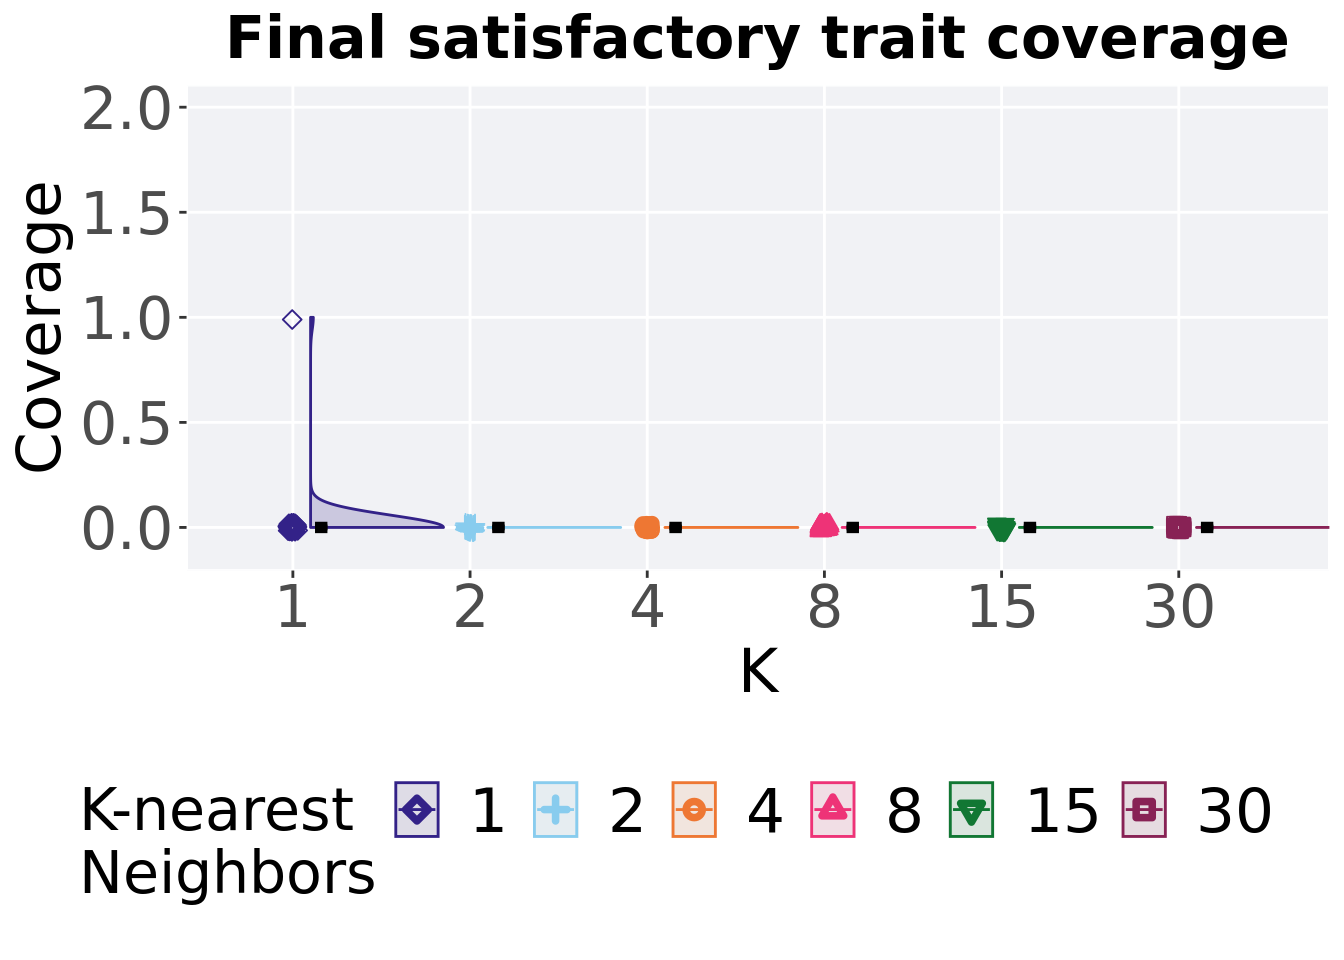 Final satisfactory trait coverage
2.0
1.5
1.0
0.5
0.0
Coverage
1 2 4 8 15 30
K
K-nearest Neighbors 1 2 4 8 15 30